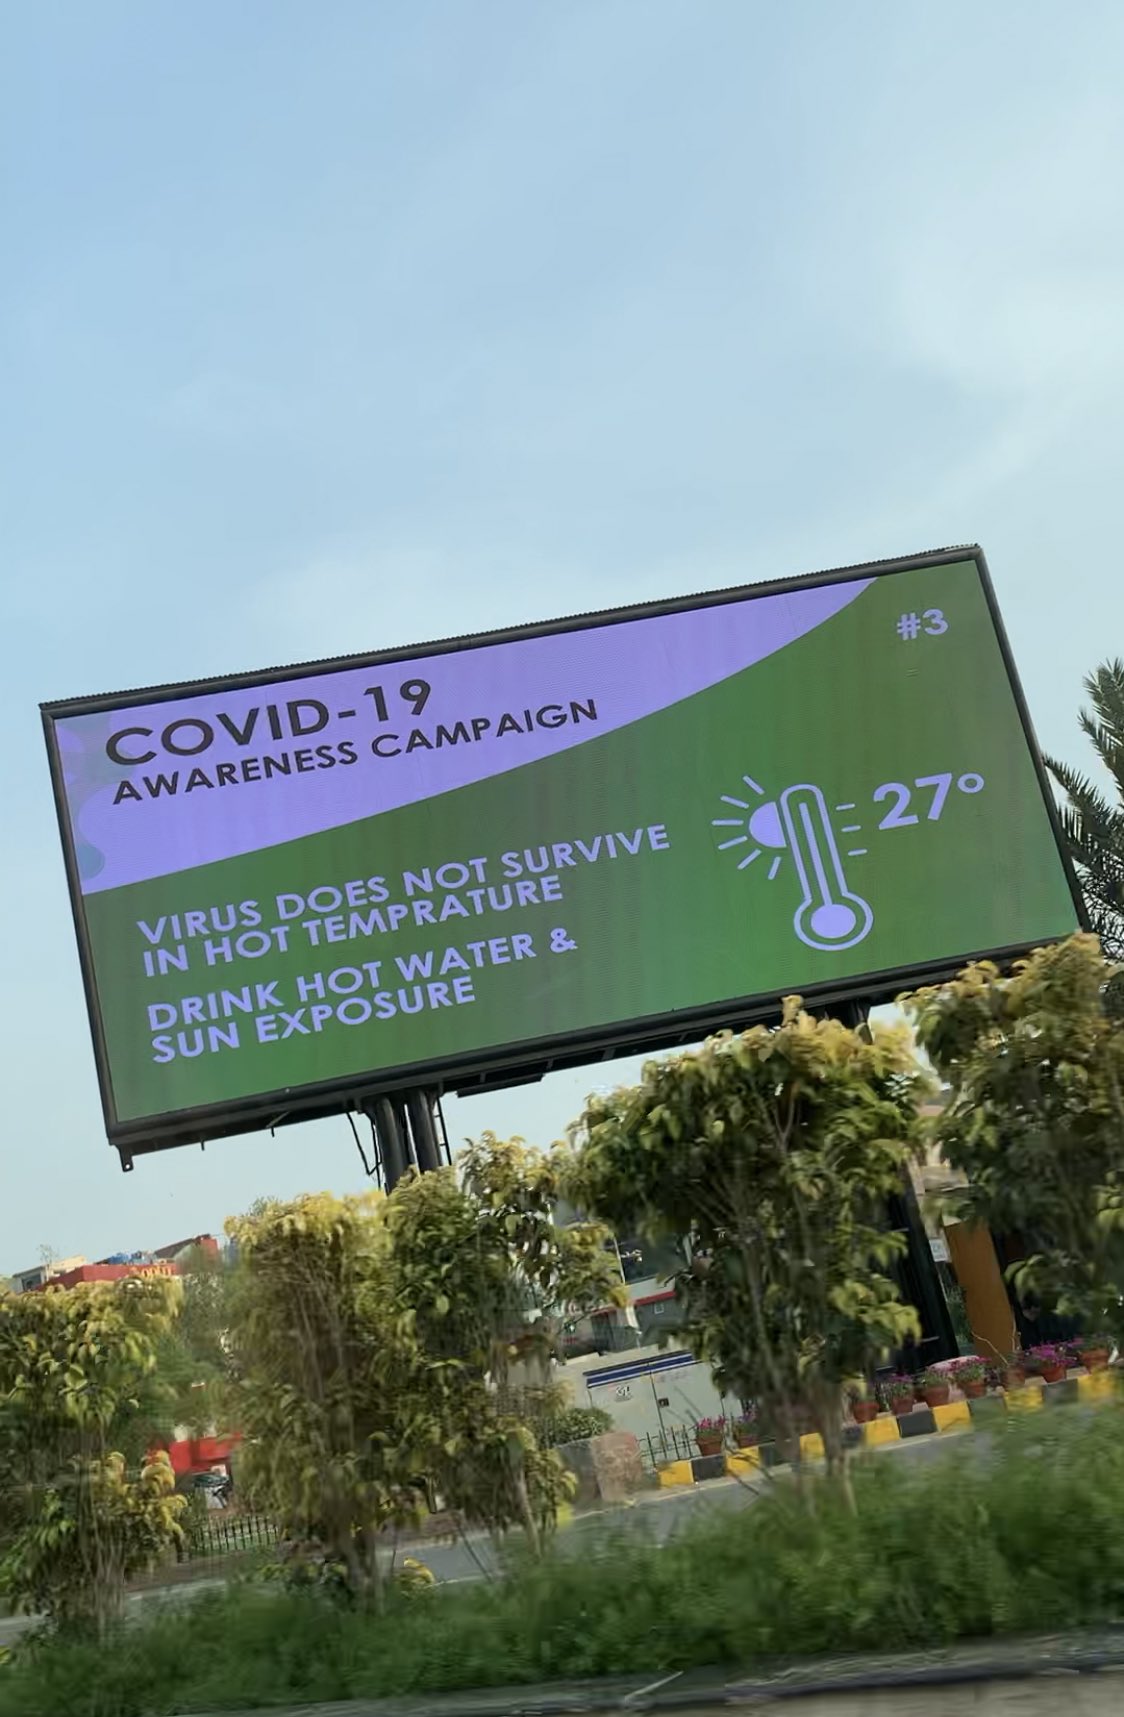 #3
COVID-19
AWARENESS CAMPAIGN
27°
VIRUS DOES NOT SURVIVE
IN HOT TEMPRATURE
DRINK HOT WATER &
SUN EXPOSURE